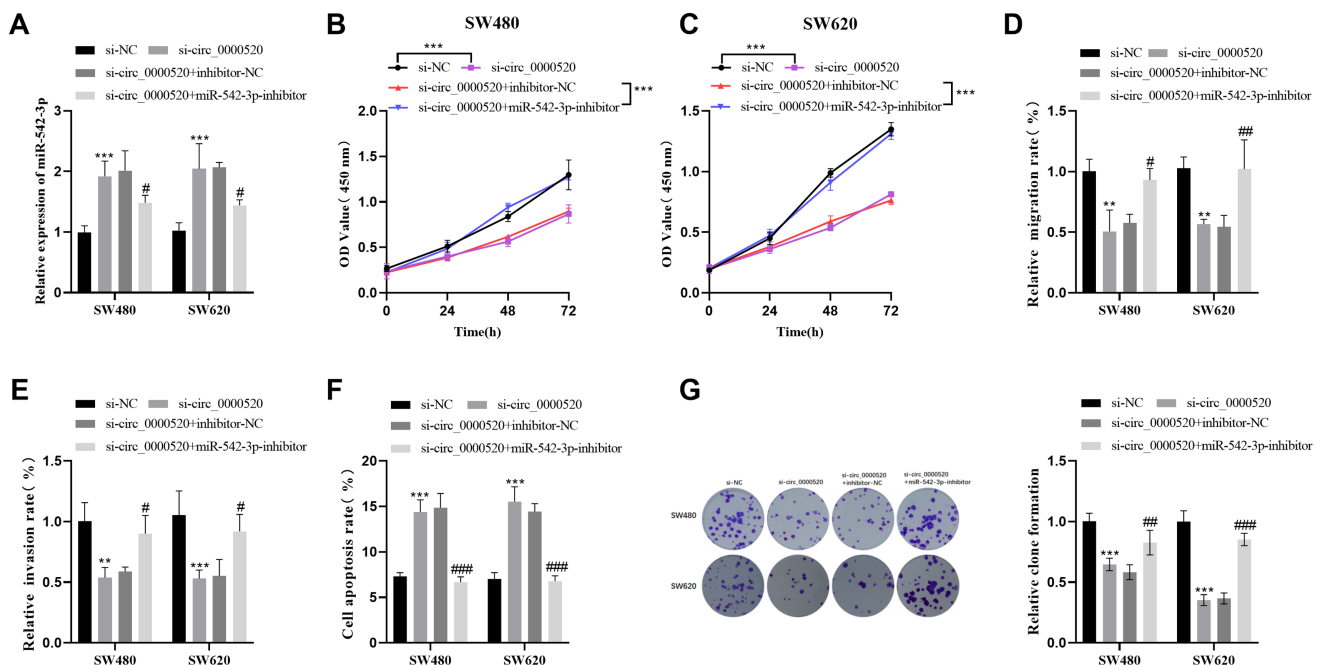 A
si-NC si-circ_0000520
si-circ_0000520+inhibitor-NC
si-circ_0000520+miR-542-3p-inhibitor
Relative expression of miR-542-3p
3
2
1
0
***
#
***
#
SW480 SW620
B
SW480
***
si-NC si-circ_0000520
si-circ_0000520+inhibitor-NC
si-circ_0000520+miR-542-3p-inhibitor
***
OD Value( 450 nm)
2.0
1.5
1.0
0.5
0.0
0 24 48 72
Time(h)
C
SW620
***
si-NC si-circ_0000520
si-circ_0000520+inhibitor-NC
si-circ_0000520+miR-542-3p-inhibitor
***
OD Value( 450 nm)
2.0
1.5
1.0
0.5
0.0
0 24 48 72
Time(h)
D
si-NC si-circ_0000520
si-circ_0000520+inhibitor-NC
si-circ_0000520+miR-542-3p-inhibitor
Relative migration rate( %)
1.5
1.0
0.5
0.0
**
#
**
##
SW480 SW620
E
si-NC si-circ_0000520
si-circ_0000520+inhibitor-NC
si-circ_0000520+miR-542-3p-inhibitor
Relative invasion rate( %)
1.5
1.0
0.5
0.0
**
#
***
#
SW480 SW620
F
si-NC si-circ_0000520
si-circ_0000520+inhibitor-NC
si-circ_0000520+miR-542-3p-inhibitor
Cell apoptosis rate( %)
20
15
10
5
0
***
###
***
###
SW480 SW620
G
si-NC si-circ_0000520 si-circ_0000520 +inhibitor-NC si-circ_0000520 +miR-542-3p-inhibitor
SW480
SW620
si-NC si-circ_0000520
si-circ_0000520+inhibitor-NC
si-circ_0000520+miR-542-3p-inhibitor
Relative clone formation
1.5
1.0
0.5
0.0
***
##
***
###
SW480 SW620